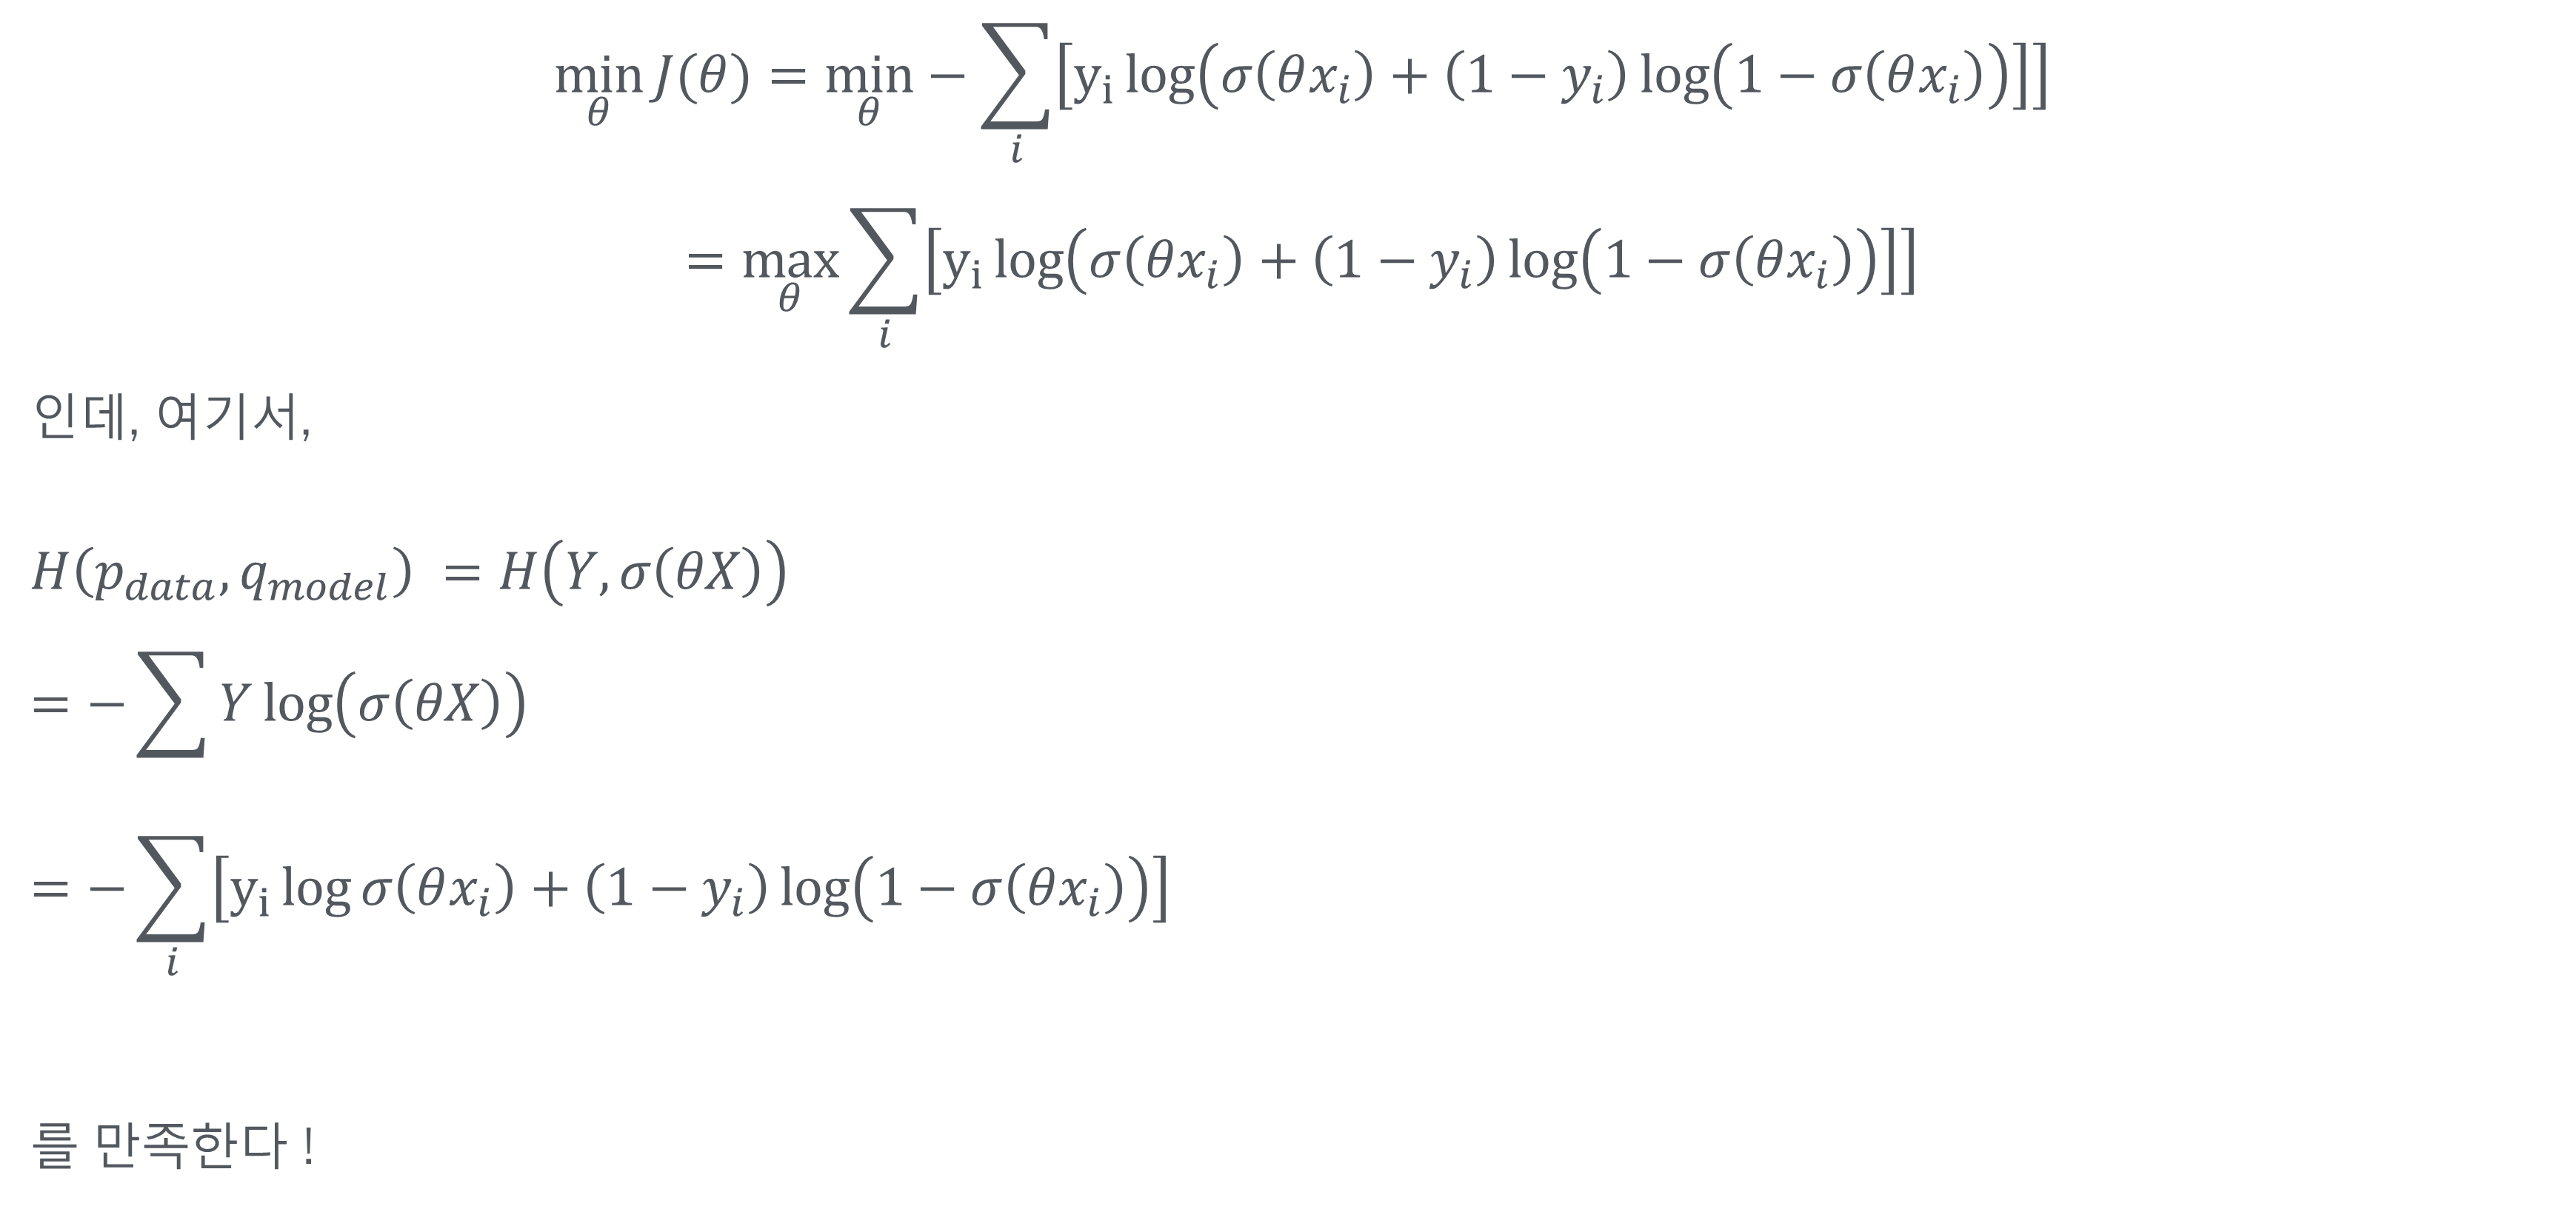 min_θ J(θ) = min_θ − ∑_i [y_i log(σ(θx_i) + (1 − y_i) log(1 − σ(θx_i))]]
= max_θ ∑_i [y_i log(σ(θx_i) + (1 − y_i) log(1 − σ(θx_i))]]
인데, 여기서,
H(p_data, q_model) = H(Y, σ(θX))
= − ∑ Y log(σ(θX))
= − ∑_i [y_i log σ(θx_i) + (1 − y_i) log(1 − σ(θx_i))]
를 만족한다 !